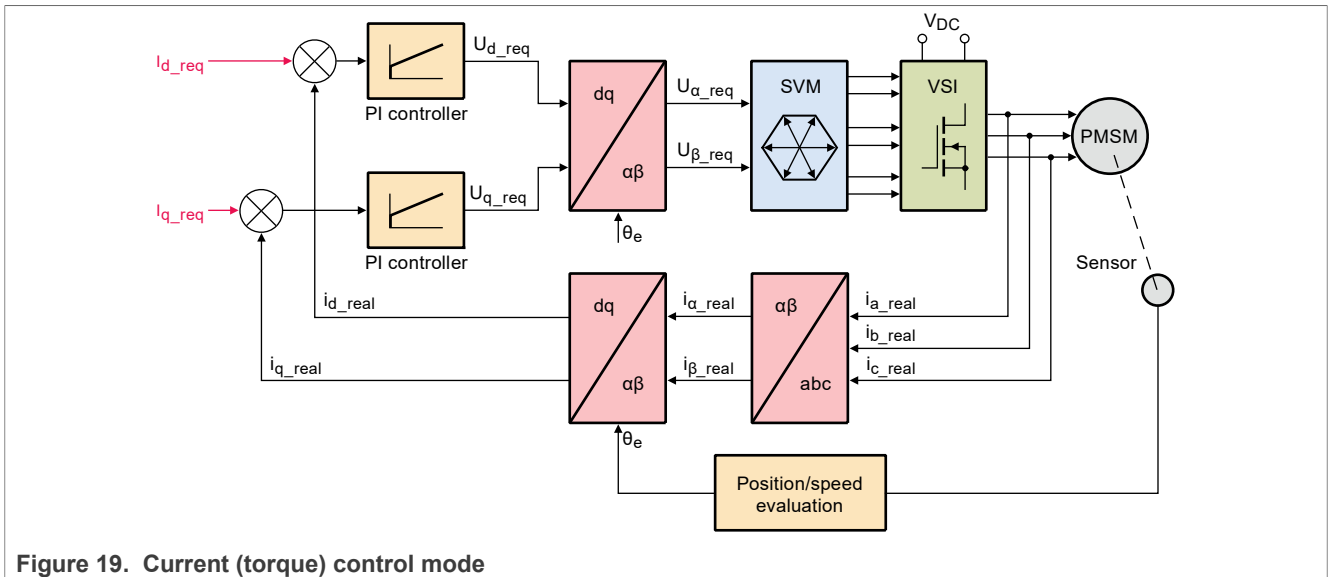 V_DC
I_d_req
U_d_req
PI controller
dq
αβ
U_α_req
U_β_req
SVM
VSI
PMSM
I_q_req
U_q_req
PI controller
θ_e
Sensor
i_d_real
i_q_real
dq
αβ
θ_e
i_α_real
i_β_real
αβ
abc
i_a_real
i_b_real
i_c_real
Position/speed
evaluation
Figure 19. Current (torque) control mode